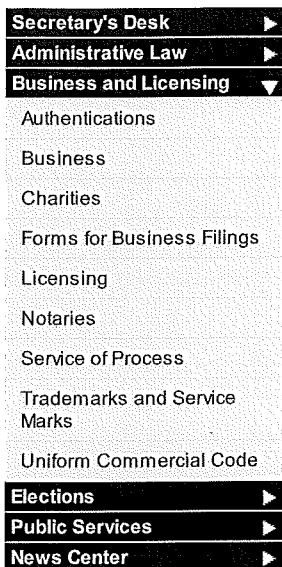 Secretary's Desk
Administrative Law
Business and Licensing
Authentications
Business
Charities
Forms for Business Filings
Licensing
Notaries
Service of Process
Trademarks and Service
Marks
Uniform Commercial Code
Elections
Public Services
News Center